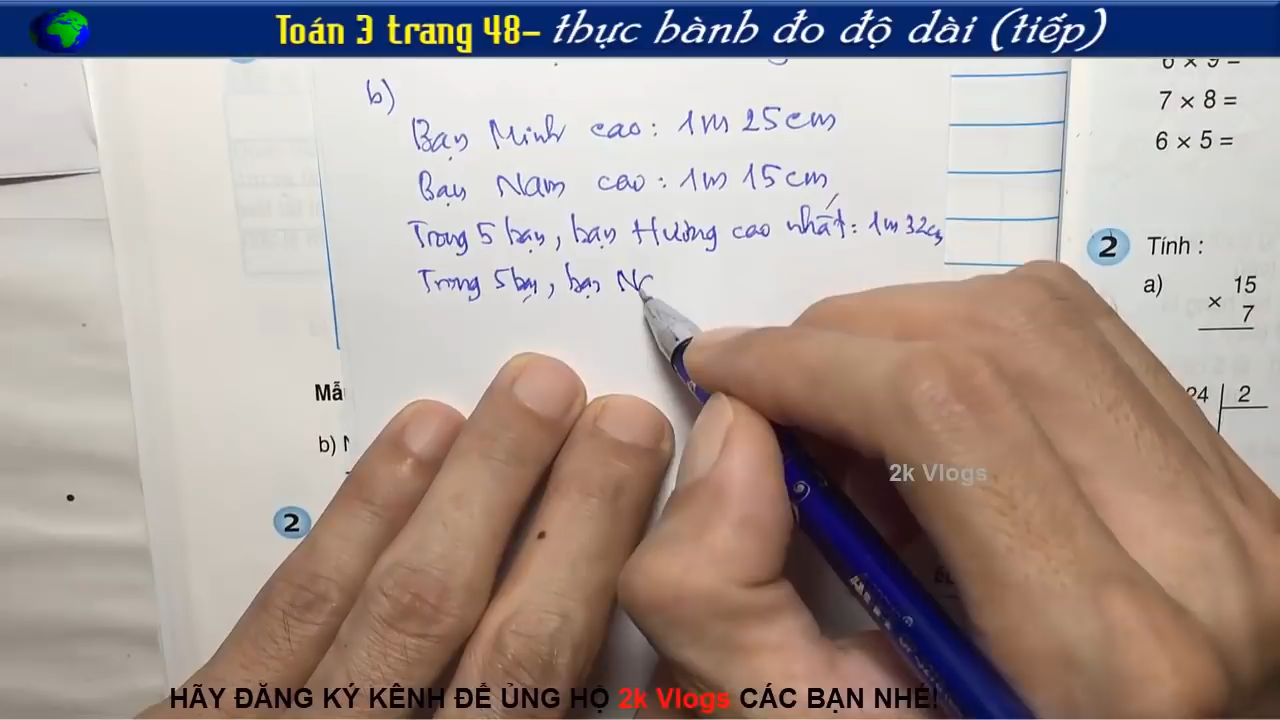 Toán 3 trang 48- thực hành đo độ dài (tiếp)
b)
Bạn Minh cao: 1m 25cm
Bạn Nam cao: 1m 15cm
Trong 5 bạn, bạn Hương cao nhất: 1m 32cm
Trong 5 bạn, bạn N
Mẫ
b) N
2
6 × 9 =
7 × 8 =
6 × 5 =
2 Tính :
a) 15
× 7
24 2
2k Vlogs
HÃY ĐĂNG KÝ KÊNH ĐỂ ỦNG HỘ 2k Vlogs CÁC BẠN NHÉ!